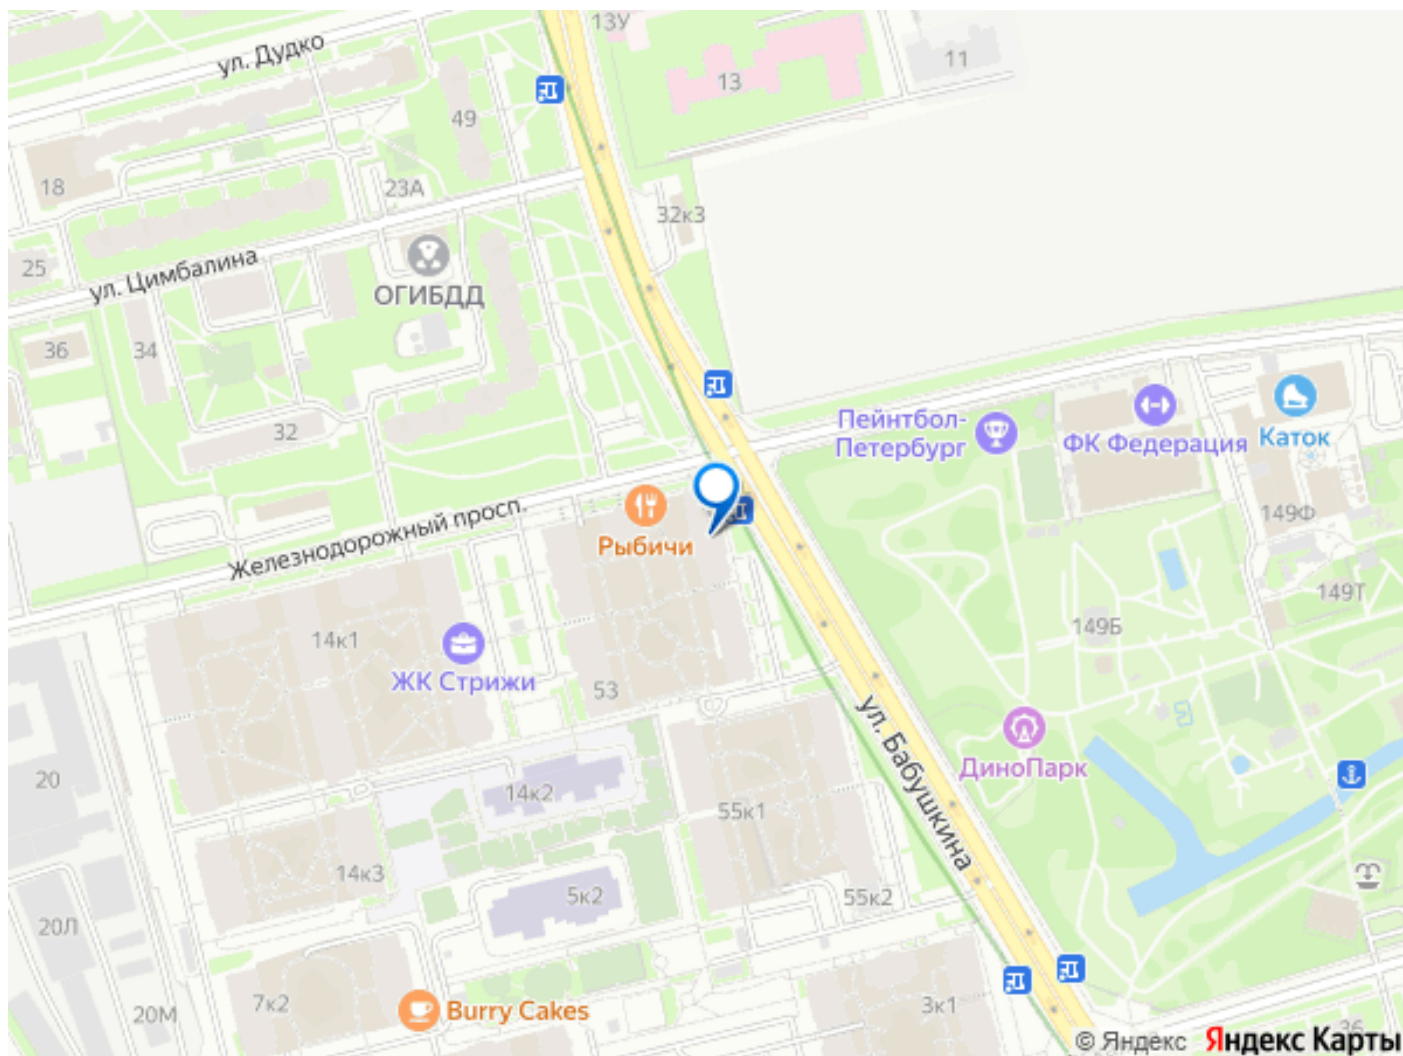 13У
ул. Дудко
13
11
49
18
23А
32к3
25
ул. Цимбалина
ОГИБДД
36
34
32
Пейнтбол-
Петербург
ФК Федерация
Каток
Железнодорожный просп.
Рыбичи
149Ф
149Т
149Б
14к1
ЖК Стрижи
53
ул. Бабушкина
ДиноПарк
20
14к2
55к1
14к3
5к2
55к2
20Л
7к2
Burry Cakes
3к1
20М
36
© Яндекс Яндекс Карты